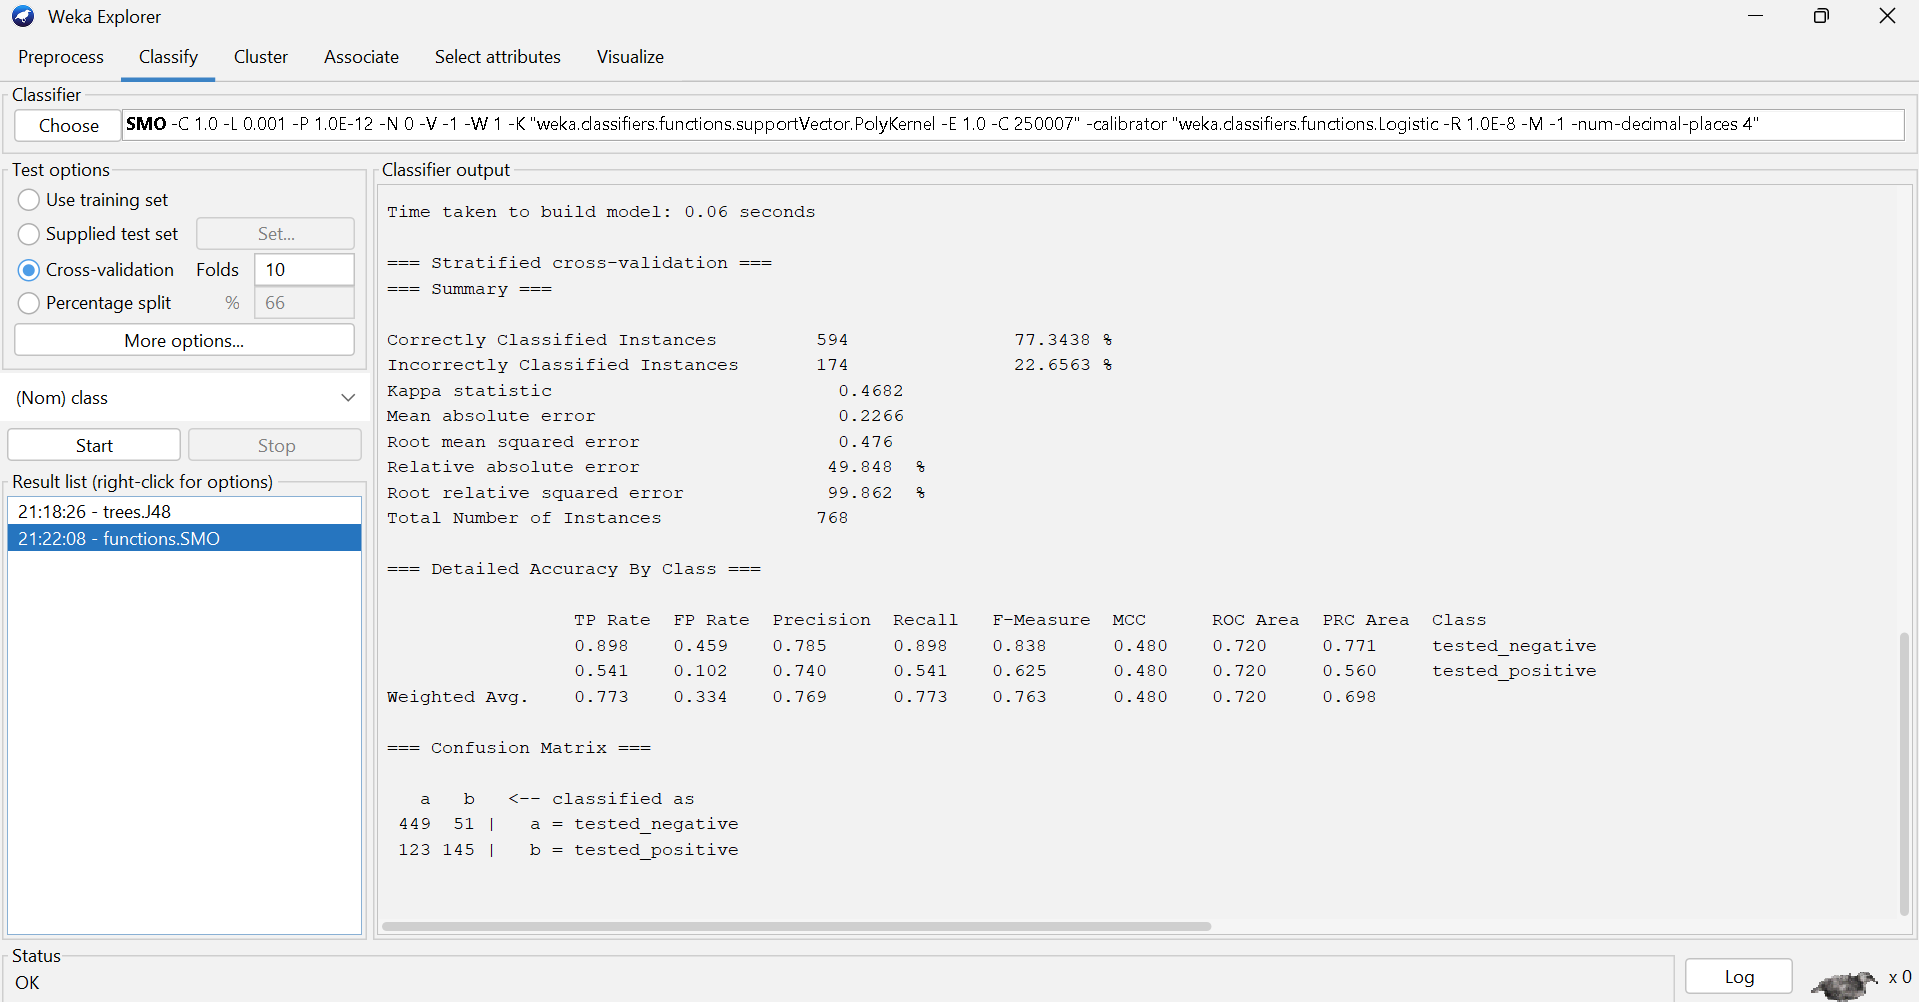 Weka Explorer
Preprocess Classify Cluster Associate Select attributes Visualize
Classifier
Choose SMO -C 1.0 -L 0.001 -P 1.0E-12 -N 0 -V -1 -W 1 -K "weka.classifiers.functions.supportVector.PolyKernel -E 1.0 -C 250007" -calibrator "weka.classifiers.functions.Logistic -R 1.0E-8 -M -1 -num-decimal-places 4"
Test options
Use training set
Supplied test set Set...
Cross-validation Folds 10
Percentage split % 66
More options...
(Nom) class
Start Stop
Result list (right-click for options)
21:18:26 - trees.J48
21:22:08 - functions.SMO
Classifier output
Time taken to build model: 0.06 seconds
=== Stratified cross-validation ===
=== Summary ===
Correctly Classified Instances 594 77.3438 %
Incorrectly Classified Instances 174 22.6563 %
Kappa statistic 0.4682
Mean absolute error 0.2266
Root mean squared error 0.476
Relative absolute error 49.848 %
Root relative squared error 99.862 %
Total Number of Instances 768
=== Detailed Accuracy By Class ===
TP Rate FP Rate Precision Recall F-Measure MCC ROC Area PRC Area Class
0.898 0.459 0.785 0.898 0.838 0.480 0.720 0.771 tested_negative
0.541 0.102 0.740 0.541 0.625 0.480 0.720 0.560 tested_positive
Weighted Avg. 0.773 0.334 0.769 0.773 0.763 0.480 0.720 0.698
=== Confusion Matrix ===
a b <-- classified as
449 51 | a = tested_negative
123 145 | b = tested_positive
Status
OK
Log x 0